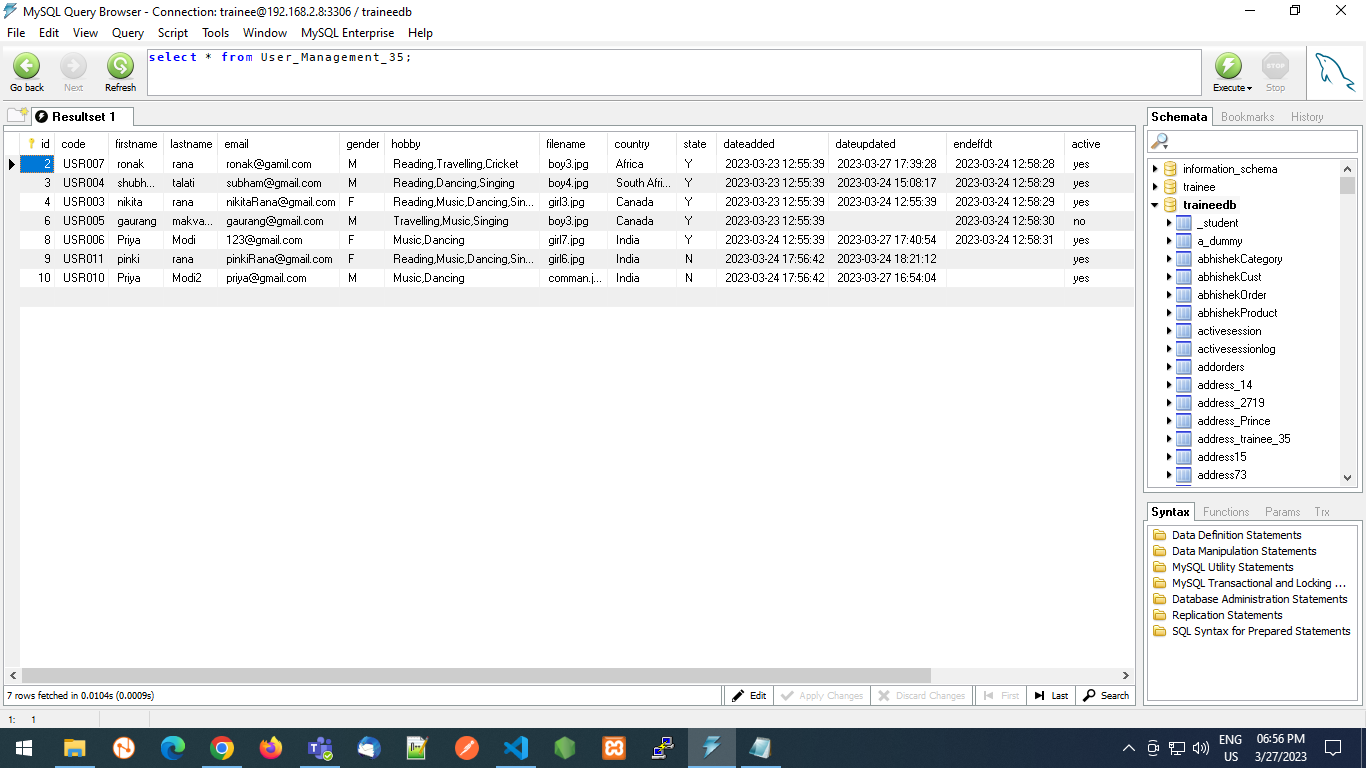 MySQL Query Browser - Connection: trainee@192.168.2.8:3306 / traineedb
File Edit View Query Script Tools Window MySQL Enterprise Help
select * from User_Management_35;
Go back Next Refresh Execute Stop
Resultset 1
id code firstname lastname email gender hobby filename country state dateadded dateupdated endeffdt active
2 USR007 ronak rana ronak@gamil.com M Reading,Travelling,Cricket boy3.jpg Africa Y 2023-03-23 12:55:39 2023-03-27 17:39:28 2023-03-24 12:58:28 yes
3 USR004 shubh... talati subham@gmail.com M Reading,Dancing,Singing boy4.jpg South Afri... Y 2023-03-23 12:55:39 2023-03-24 15:08:17 2023-03-24 12:58:29 yes
4 USR003 nikita rana nikitaRana@gmail.com F Reading,Music,Dancing,Sin... girl3.jpg Canada Y 2023-03-24 12:55:39 2023-03-24 12:55:39 2023-03-24 12:58:29 yes
6 USR005 gaurang makva... gaurang@gmail.com M Travelling,Music,Singing boy3.jpg Canada Y 2023-03-23 12:55:39 2023-03-24 12:58:30 no
8 USR006 Priya Modi 123@gmail.com F Music,Dancing girl7.jpg India Y 2023-03-24 12:55:39 2023-03-27 17:40:54 2023-03-24 12:58:31 yes
9 USR011 pinki rana pinkiRana@gmail.com F Reading,Music,Dancing,Sin... girl6.jpg India N 2023-03-24 17:56:42 2023-03-24 18:21:12 yes
10 USR010 Priya Modi2 priya@gmail.com M Music,Dancing comman.j... India N 2023-03-24 17:56:42 2023-03-27 16:54:04 yes
7 rows fetched in 0.0104s (0.0009s)
Edit Apply Changes Discard Changes First Last Search
1: 1
Schemata Bookmarks History
information_schema
trainee
traineedb
_student
a_dummy
abhishekCategory
abhishekCust
abhishekOrder
abhishekProduct
activesession
activesessionlog
addorders
address_14
address_2719
address_Prince
address_trainee_35
address15
address73
Syntax Functions Params Trx
Data Definition Statements
Data Manipulation Statements
MySQL Utility Statements
MySQL Transactional and Locking ...
Database Administration Statements
Replication Statements
SQL Syntax for Prepared Statements
ENG 06:56 PM
US 3/27/2023